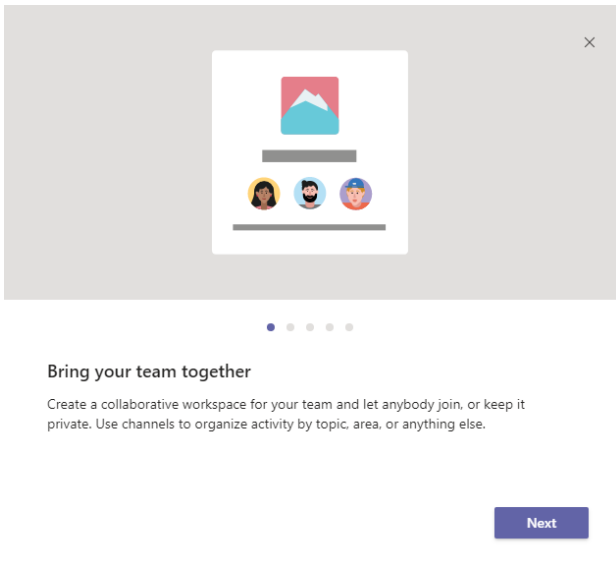 Bring your team together
Create a collaborative workspace for your team and let anybody join, or keep it
private. Use channels to organize activity by topic, area, or anything else.
Next